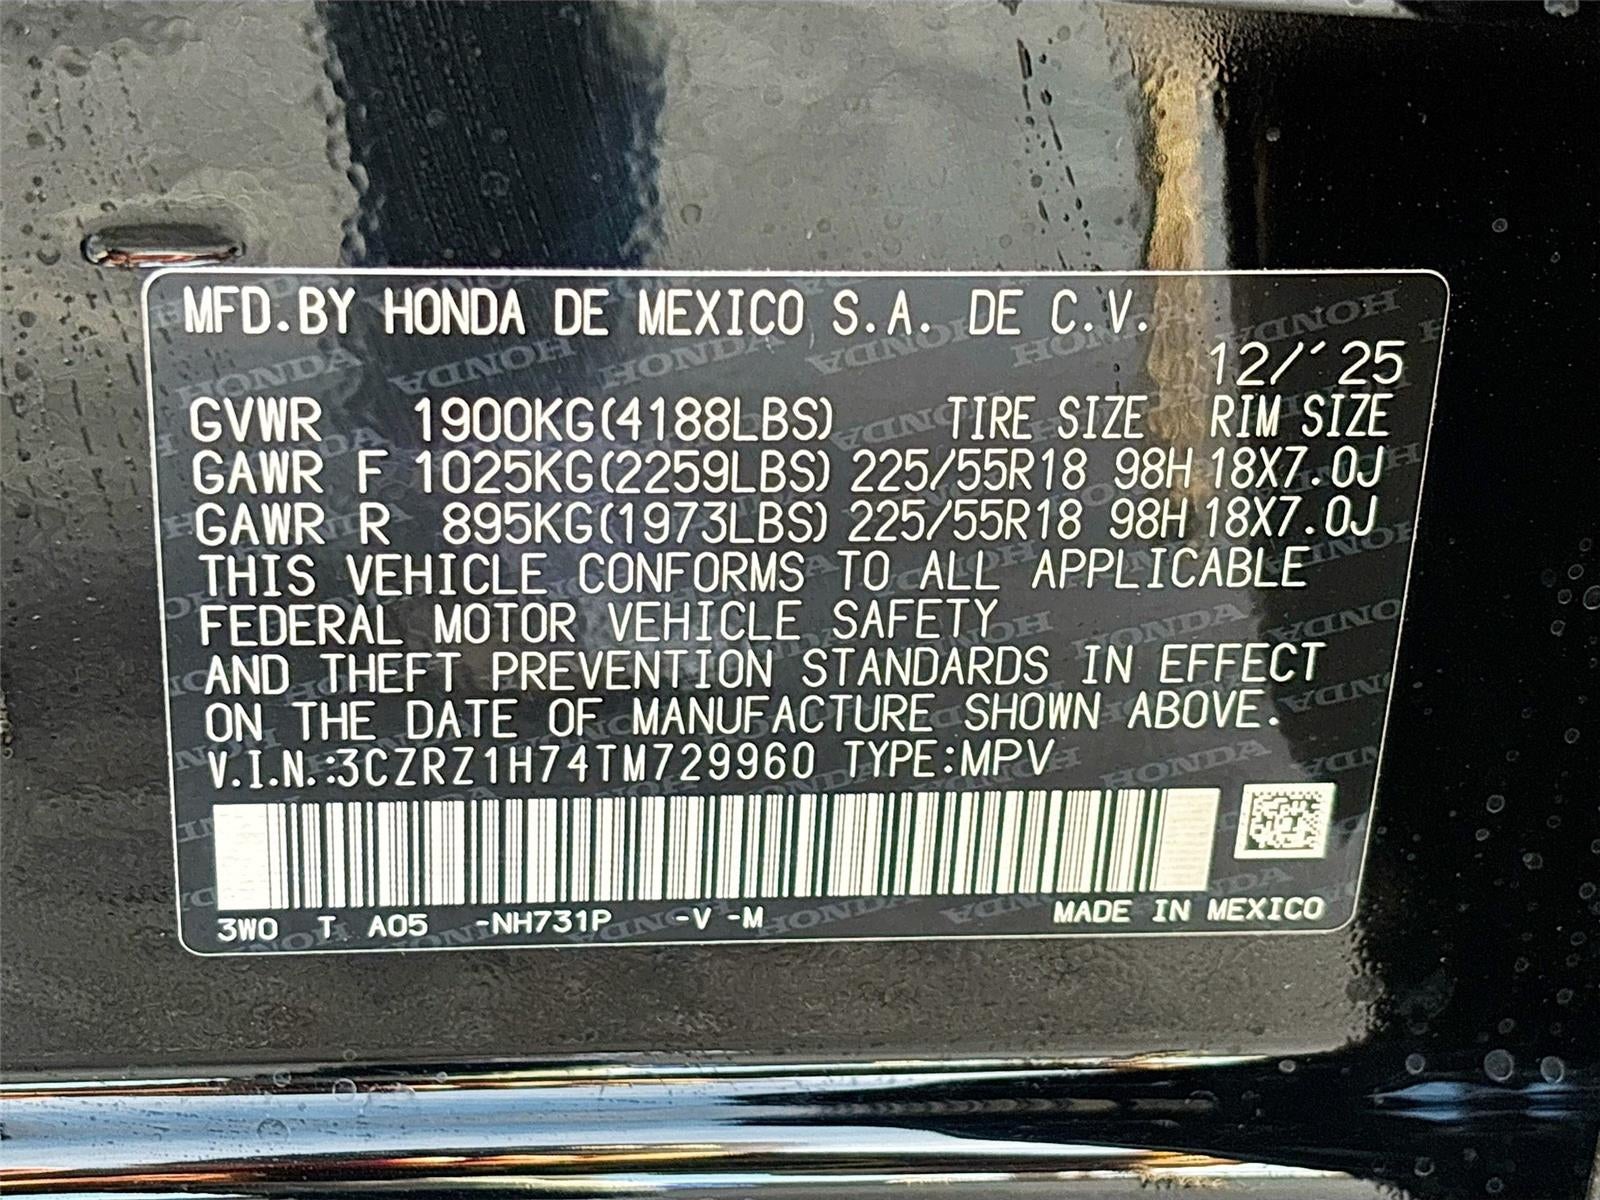 MFD.BY HONDA DE MEXICO S.A. DE C.V.
12/´25
GVWR 1900KG(4188LBS) TIRE SIZE RIM SIZE
GAWR F 1025KG(2259LBS) 225/55R18 98H 18X7.0J
GAWR R 895KG(1973LBS) 225/55R18 98H 18X7.0J
THIS VEHICLE CONFORMS TO ALL APPLICABLE
FEDERAL MOTOR VEHICLE SAFETY
AND THEFT PREVENTION STANDARDS IN EFFECT
ON THE DATE OF MANUFACTURE SHOWN ABOVE.
V.I.N.:3CZRZ1H74TM729960 TYPE:MPV
3W0 T A05 -NH731P -V -M MADE IN MEXICO